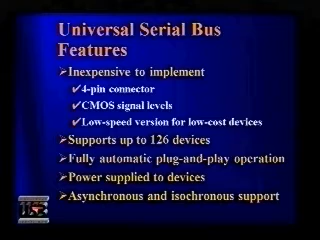 Universal Serial Bus
Features
➢Inexpensive to implement
✔4-pin connector
✔CMOS signal levels
✔Low-speed version for low-cost devices
➢Supports up to 126 devices
➢Fully automatic plug-and-play operation
➢Power supplied to devices
➢Asynchronous and isochronous support